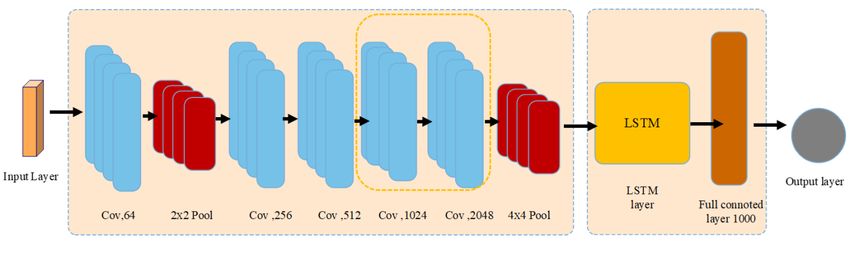 Input Layer
Cov,64
2x2 Pool
Cov ,256
Cov ,512
Cov ,1024
Cov ,2048
4x4 Pool
LSTM
LSTM
layer
Full connoted
layer 1000
Output layer